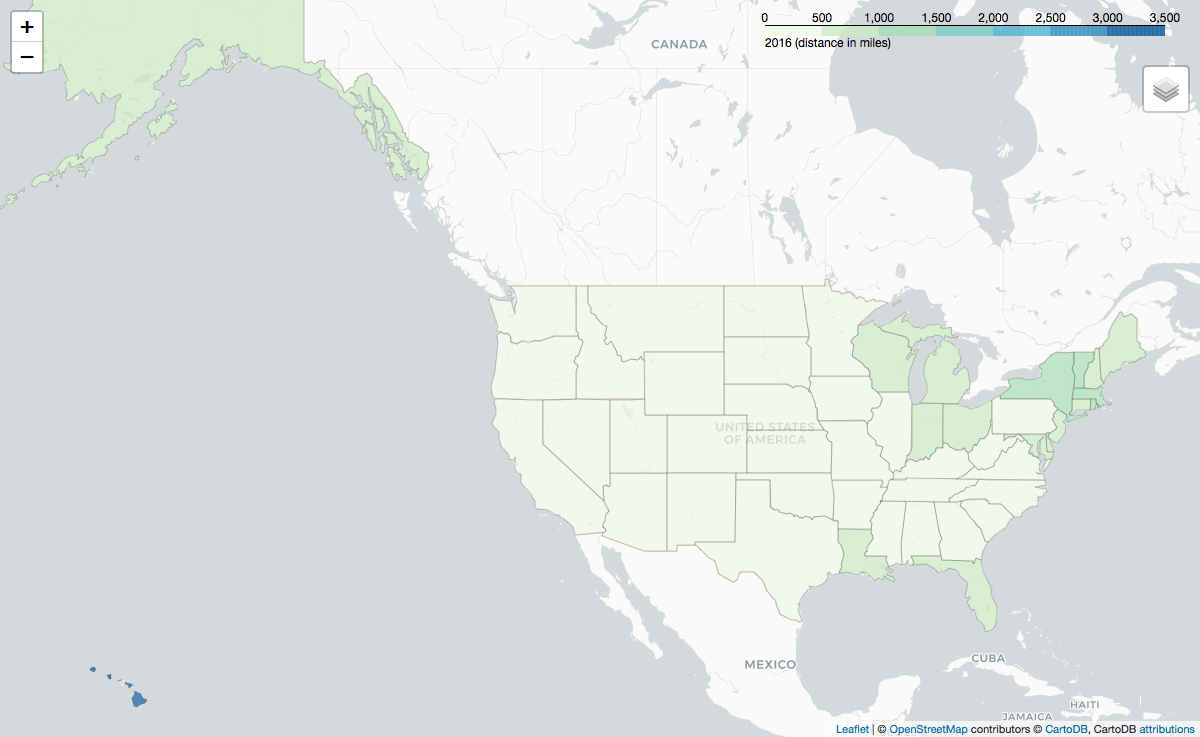 +
−
0 500 1,000 1,500 2,000 2,500 3,000 3,500
2016 (distance in miles)
CANADA
UNITED STATES
OF AMERICA
MEXICO
CUBA
HAITI
JAMAICA
Leaflet | © OpenStreetMap contributors © CartoDB, CartoDB attributions